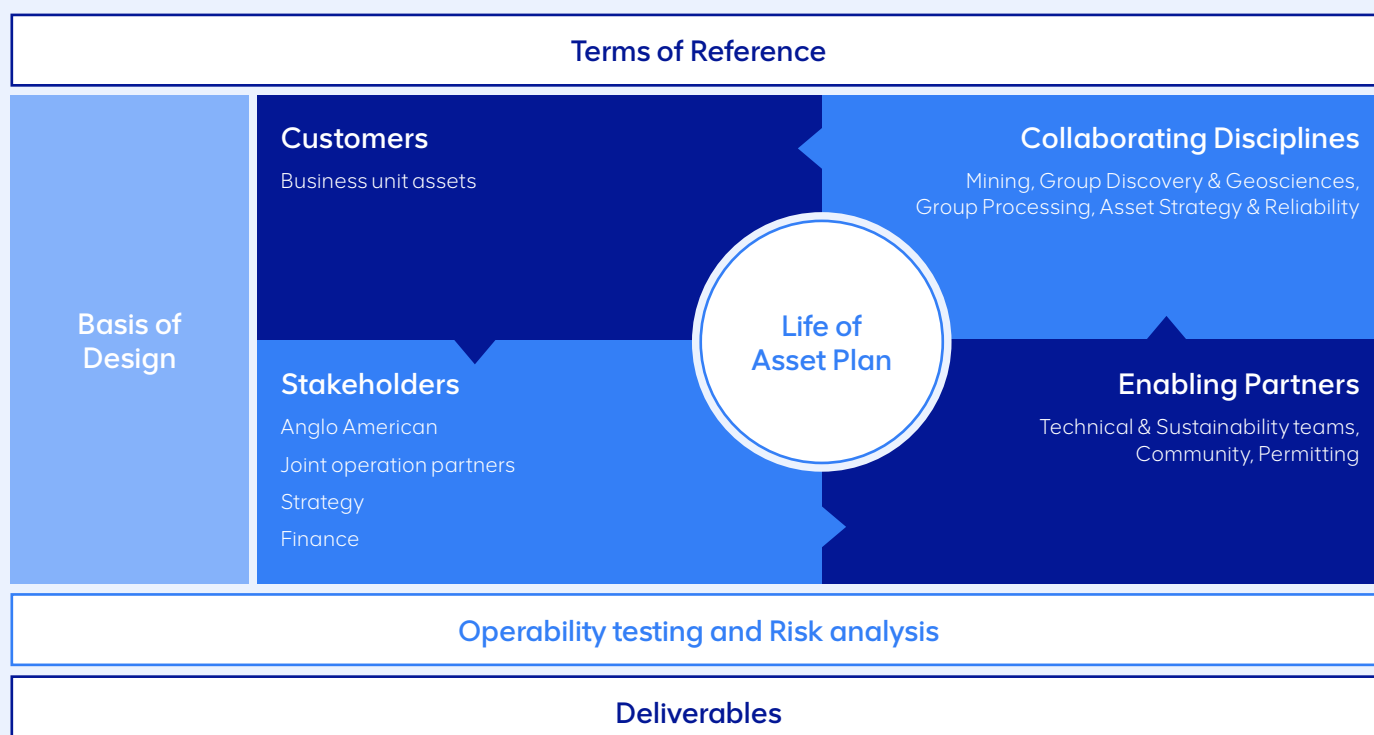 Terms of Reference
Basis of
Design
Customers
Business unit assets
Collaborating Disciplines
Mining, Group Discovery & Geosciences,
Group Processing, Asset Strategy & Reliability
Life of
Asset Plan
Stakeholders
Anglo American
Joint operation partners
Strategy
Finance
Enabling Partners
Technical & Sustainability teams,
Community, Permitting
Operability testing and Risk analysis
Deliverables